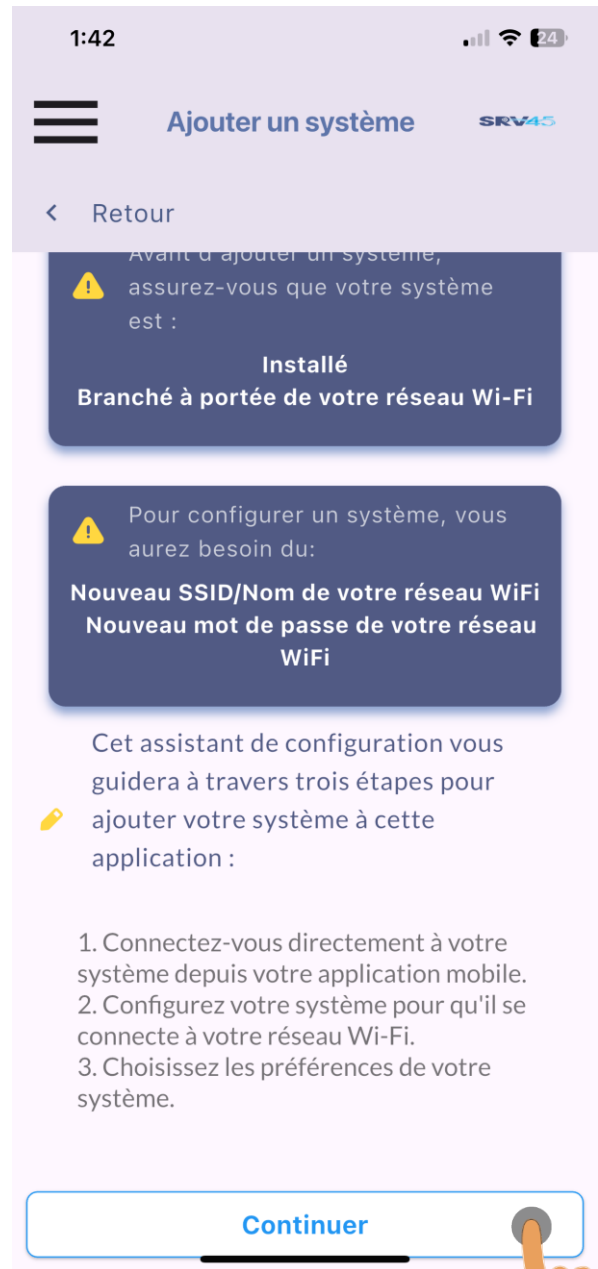 1:42
24
Ajouter un système
SRV45
Retour
Avant d'ajouter un système,
assurez-vous que votre système
est :
Installé
Branché à portée de votre réseau Wi-Fi
Pour configurer un système, vous
aurez besoin du:
Nouveau SSID/Nom de votre réseau WiFi
Nouveau mot de passe de votre réseau
WiFi
Cet assistant de configuration vous
guidera à travers trois étapes pour
ajouter votre système à cette
application :
1. Connectez-vous directement à votre
système depuis votre application mobile.
2. Configurez votre système pour qu'il se
connecte à votre réseau Wi-Fi.
3. Choisissez les préférences de votre
système.
Continuer